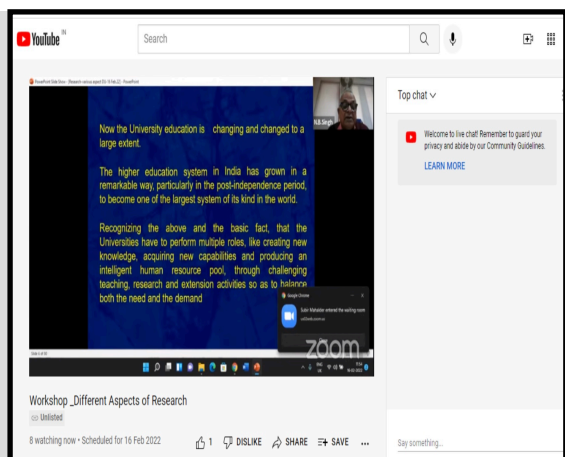 YouTube IN
Search
Top chat
Welcome to live chat! Remember to guard your
privacy and abide by our Community Guidelines.
LEARN MORE
N.B.Singh
Now the University education is changing and changed to a
large extent.
The higher education system in India has grown in a
remarkable way, particularly in the post-independence period,
to become one of the largest system of its kind in the world.
Recognizing the above and the basic fact, that the
Universities have to perform multiple roles, like creating new
knowledge, acquiring new capabilities and producing an
intelligent human resource pool, through challenging
teaching, research and extension activities so as to balance
both the need and the demand
Google Chrome
entered the waiting room
zoom
Workshop _Different Aspects of Research
Unlisted
8 watching now • Scheduled for 16 Feb 2022
1 DISLIKE SHARE SAVE
Say something...